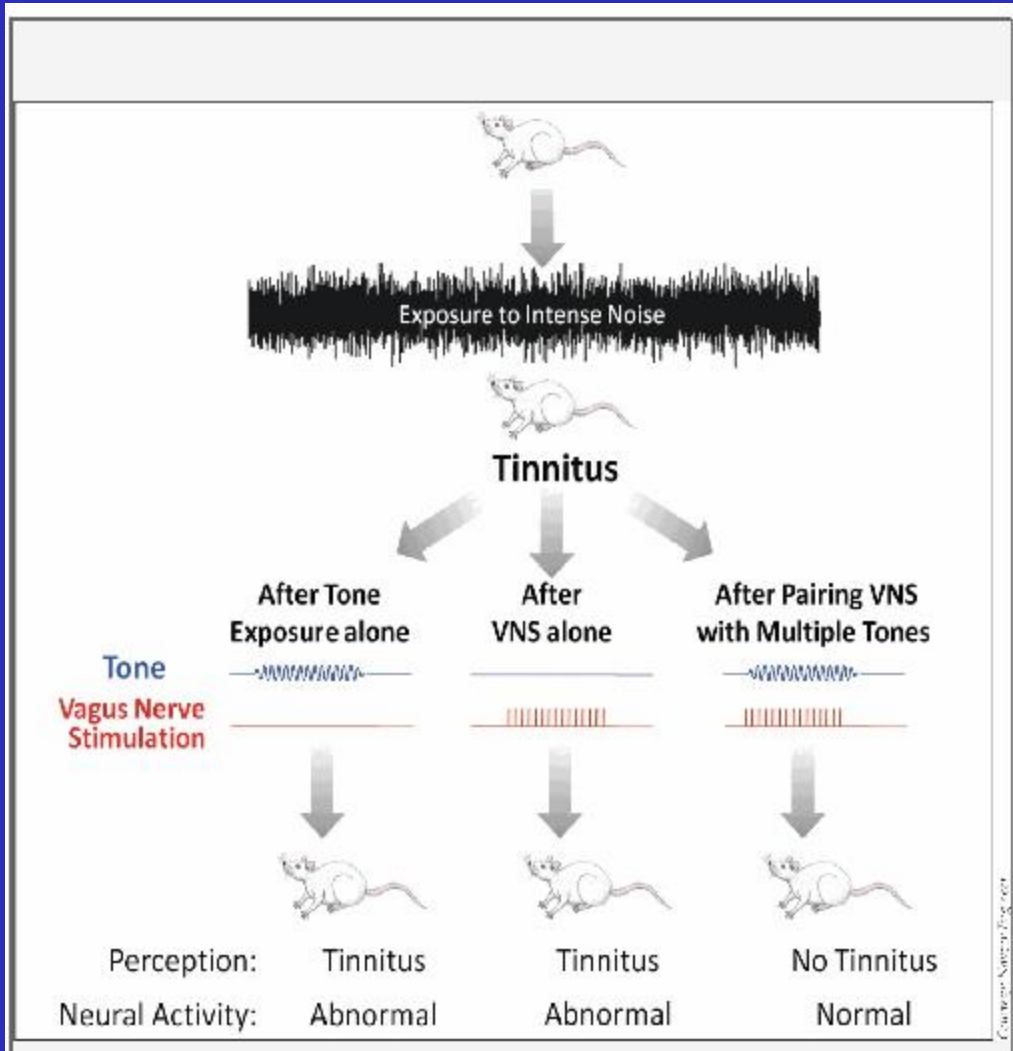 Exposure to Intense Noise
Tinnitus
After Tone
Exposure alone
After
VNS alone
After Pairing VNS
with Multiple Tones
Tone
Vagus Nerve
Stimulation
Perception: Tinnitus Tinnitus No Tinnitus
Neural Activity: Abnormal Abnormal Normal